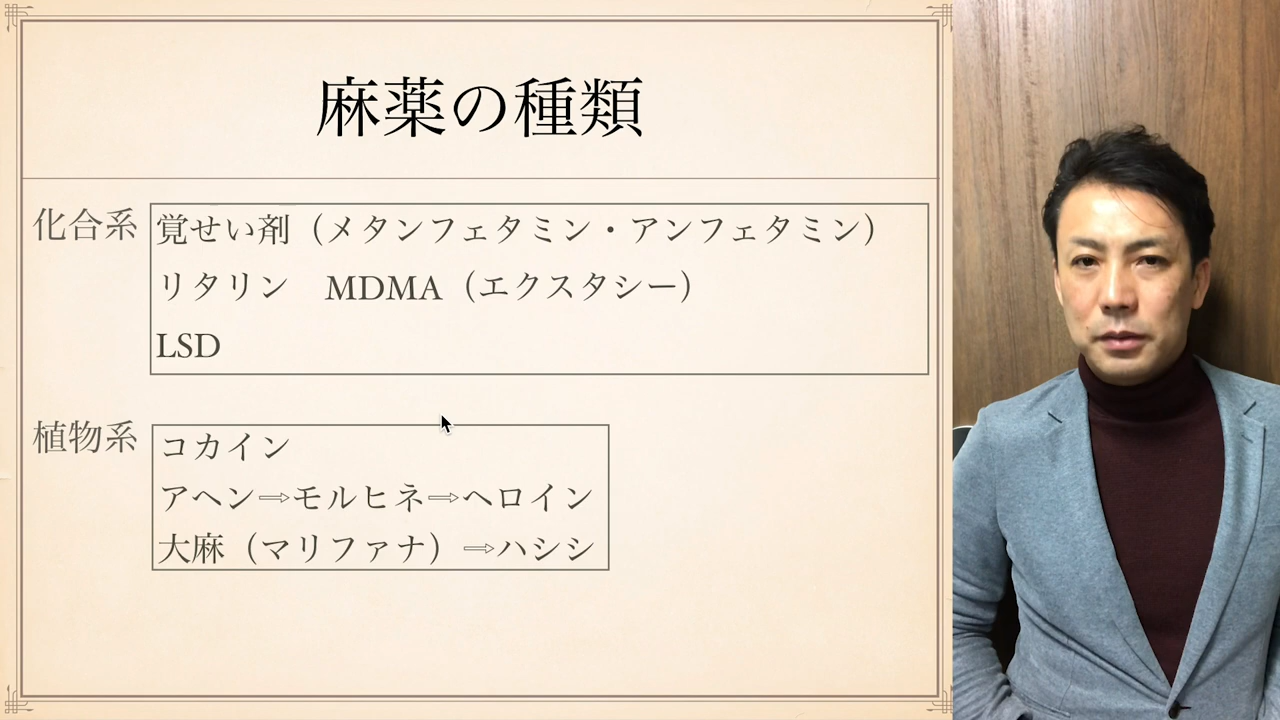 麻薬の種類
化合系
覚せい剤（メタンフェタミン・アンフェタミン）
リタリン　MDMA（エクスタシー）
LSD
植物系
コカイン
アヘン⇨モルヒネ⇨ヘロイン
大麻（マリファナ）⇨ハシシ